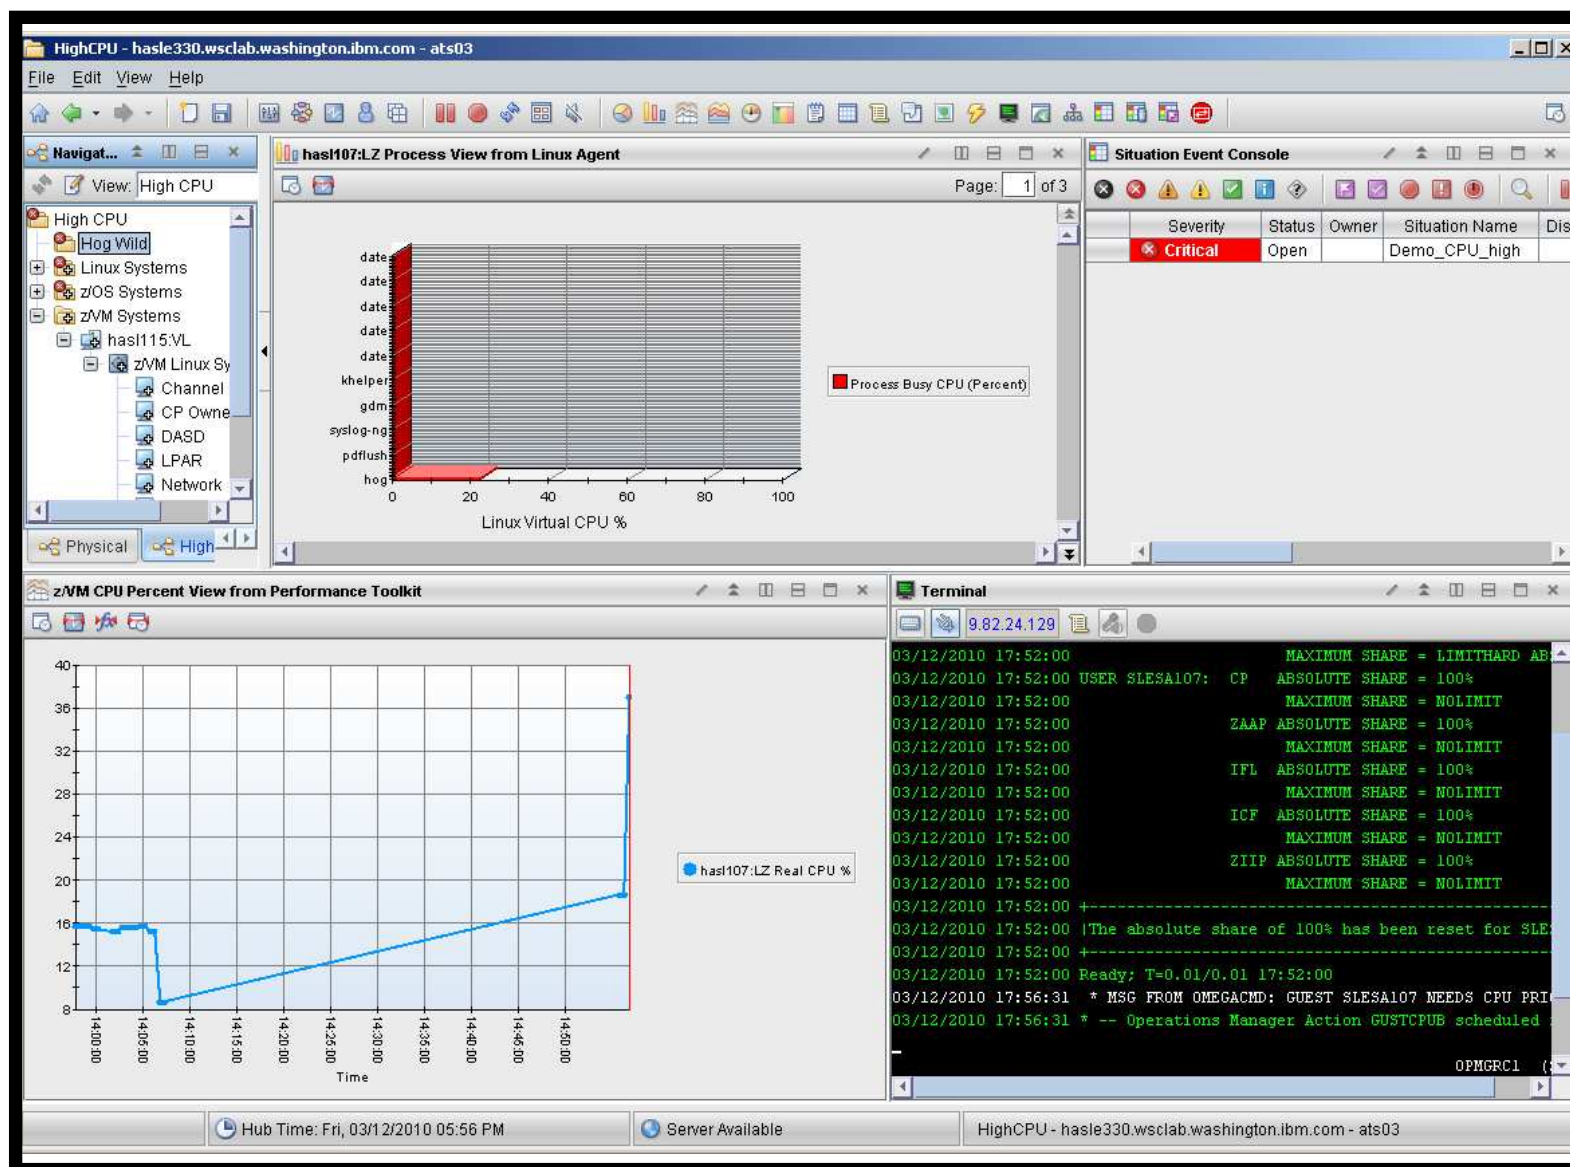 HighCPU - hasle330.wsclab.washington.ibm.com - ats03
File Edit View Help
Navigat...
View: High CPU
High CPU
Hog Wild
Linux Systems
z/OS Systems
z/VM Systems
hasl115:VL
z/VM Linux Sy
Channel
CP Owne
DASD
LPAR
Network
Physical
High
hasl107:LZ Process View from Linux Agent
Page: 1 of 3
date
date
date
date
date
khelper
gdm
syslog-ng
pdflush
hog
0 20 40 60 80 100
Linux Virtual CPU %
Process Busy CPU (Percent)
Situation Event Console
Severity Status Owner Situation Name Dis
Critical Open Demo_CPU_high
z/VM CPU Percent View from Performance Toolkit
40
36
32
28
24
20
16
12
8
14:00:00 14:05:00 14:10:00 14:15:00 14:20:00 14:25:00 14:30:00 14:35:00 14:40:00 14:45:00 14:50:00
Time
hasl107:LZ Real CPU %
Terminal
9.82.24.129
03/12/2010 17:52:00 MAXIMUM SHARE = LIMITHARD AB
03/12/2010 17:52:00 USER SLESA107: CP ABSOLUTE SHARE = 100%
03/12/2010 17:52:00 MAXIMUM SHARE = NOLIMIT
03/12/2010 17:52:00 ZAAP ABSOLUTE SHARE = 100%
03/12/2010 17:52:00 MAXIMUM SHARE = NOLIMIT
03/12/2010 17:52:00 IFL ABSOLUTE SHARE = 100%
03/12/2010 17:52:00 MAXIMUM SHARE = NOLIMIT
03/12/2010 17:52:00 ICF ABSOLUTE SHARE = 100%
03/12/2010 17:52:00 MAXIMUM SHARE = NOLIMIT
03/12/2010 17:52:00 ZIIP ABSOLUTE SHARE = 100%
03/12/2010 17:52:00 MAXIMUM SHARE = NOLIMIT
03/12/2010 17:52:00 +--------------------------------------------------
03/12/2010 17:52:00 |The absolute share of 100% has been reset for SLE
03/12/2010 17:52:00 +--------------------------------------------------
03/12/2010 17:52:00 Ready; T=0.01/0.01 17:52:00
03/12/2010 17:56:31 * MSG FROM OMEGACMD: GUEST SLESA107 NEEDS CPU PRI
03/12/2010 17:56:31 * -- Operations Manager Action GUSTCPUB scheduled
OPMGRC1
Hub Time: Fri, 03/12/2010 05:56 PM
Server Available
HighCPU - hasle330.wsclab.washington.ibm.com - ats03